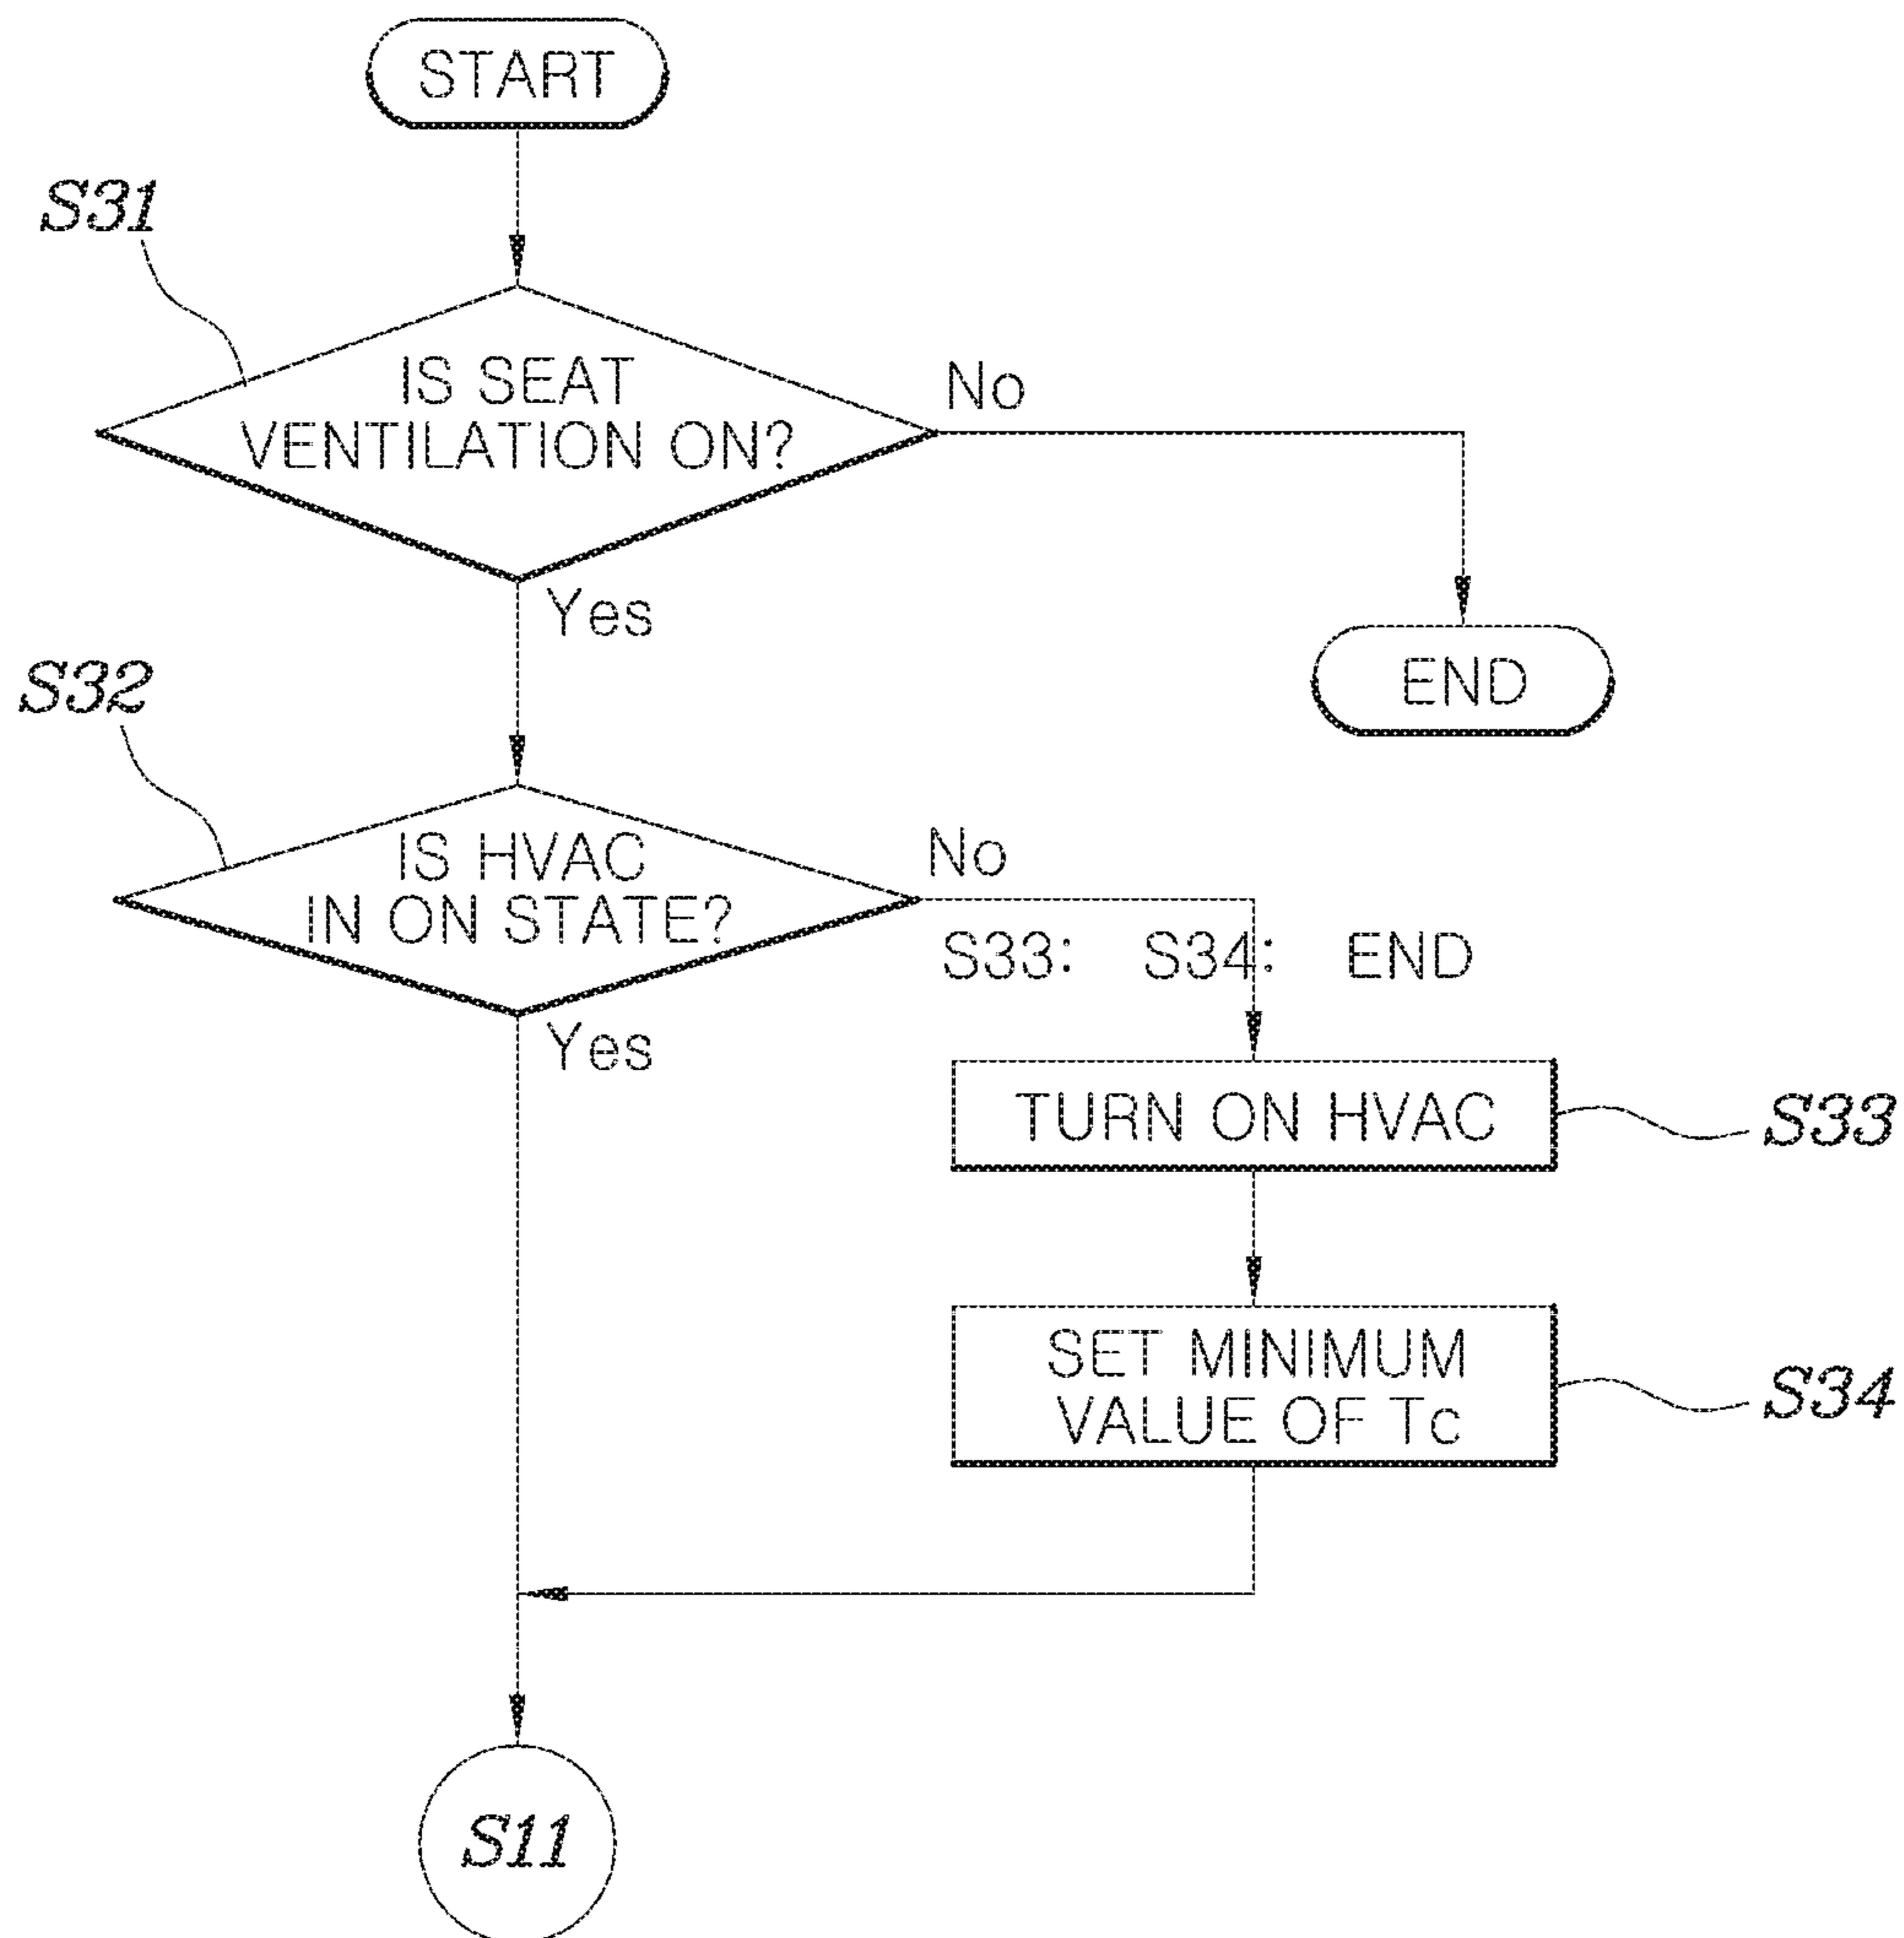 START
S31
IS SEAT
VENTILATION ON?
No
Yes
END
S32
IS HVAC
IN ON STATE?
No
S33: S34: END
Yes
TURN ON HVAC
S33
SET MINIMUM
VALUE OF Tc
S34
S11